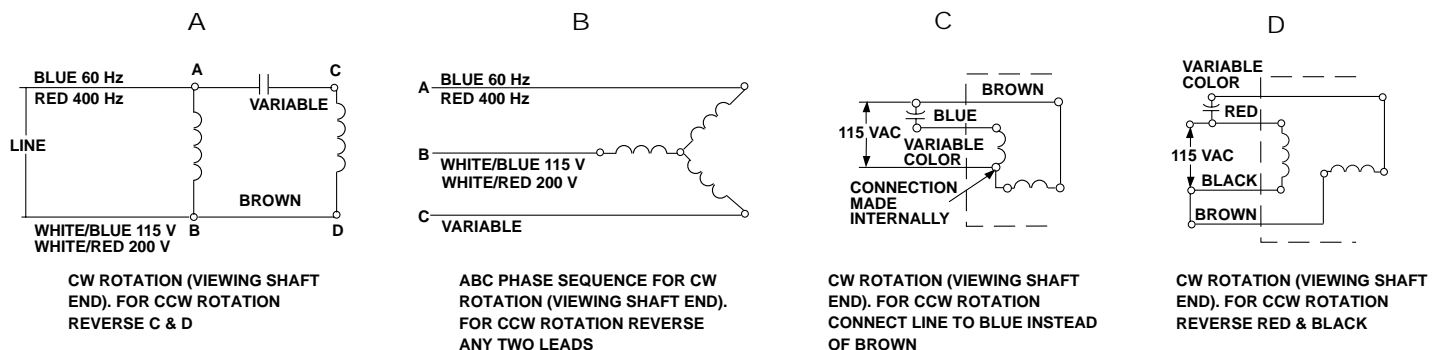 A
BLUE 60 Hz
RED 400 Hz
A
C
VARIABLE
LINE
BROWN
WHITE/BLUE 115 V
WHITE/RED 200 V
B
D
CW ROTATION (VIEWING SHAFT
END). FOR CCW ROTATION
REVERSE C & D
B
A
BLUE 60 Hz
RED 400 Hz
B
WHITE/BLUE 115 V
WHITE/RED 200 V
C
VARIABLE
ABC PHASE SEQUENCE FOR CW
ROTATION (VIEWING SHAFT END).
FOR CCW ROTATION REVERSE
ANY TWO LEADS
C
BROWN
BLUE
115 VAC
VARIABLE
COLOR
CONNECTION
MADE
INTERNALLY
CW ROTATION (VIEWING SHAFT
END). FOR CCW ROTATION
CONNECT LINE TO BLUE INSTEAD
OF BROWN
D
VARIABLE
COLOR
RED
115 VAC
BLACK
BROWN
CW ROTATION (VIEWING SHAFT
END). FOR CCW ROTATION
REVERSE RED & BLACK